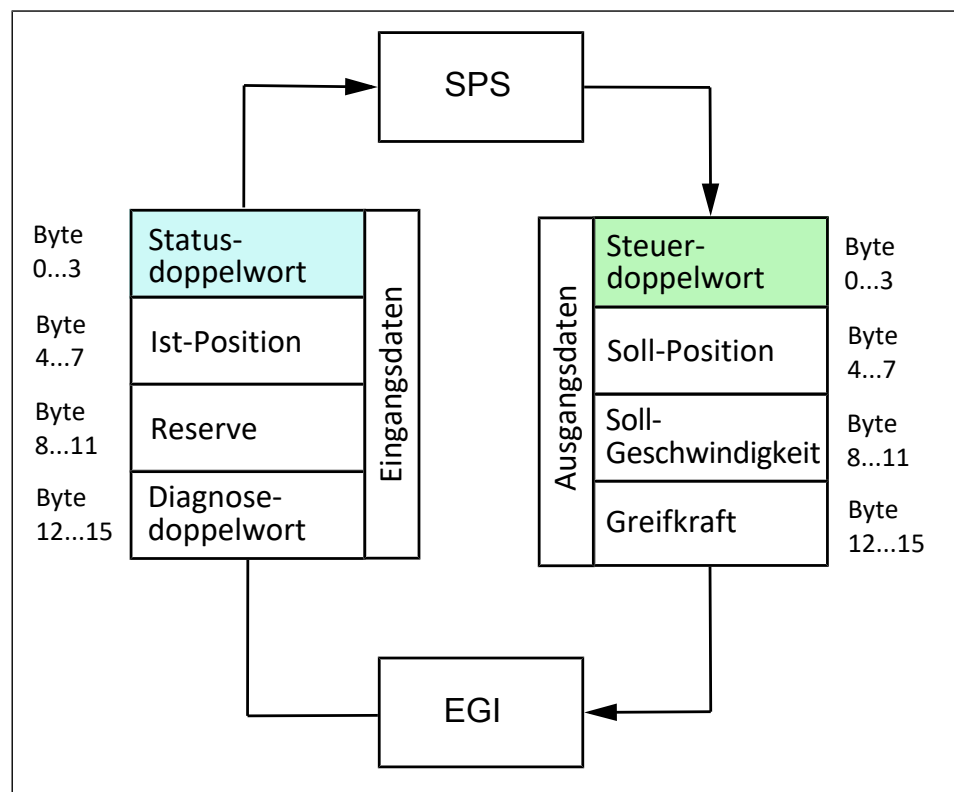 SPS
Byte
0...3
Status-
doppelwort
Byte
4...7
Ist-Position
Byte
8...11
Reserve
Byte
12...15
Diagnose-
doppelwort
Eingangsdaten
Ausgangsdaten
Steuer-
doppelwort
Byte
0...3
Soll-Position
Byte
4...7
Soll-
Geschwindigkeit
Byte
8...11
Greifkraft
Byte
12...15
EGI